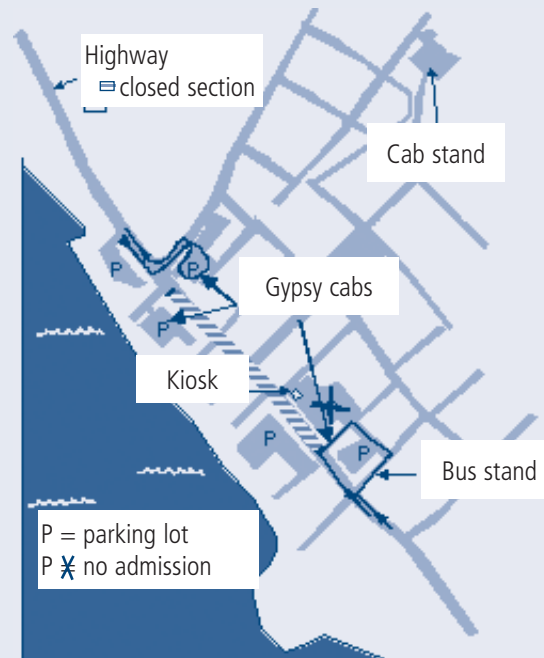 Highway
closed section
Cab stand
P
P
Gypsy cabs
P
Kiosk
P
P
Bus stand
P = parking lot
P = no admission